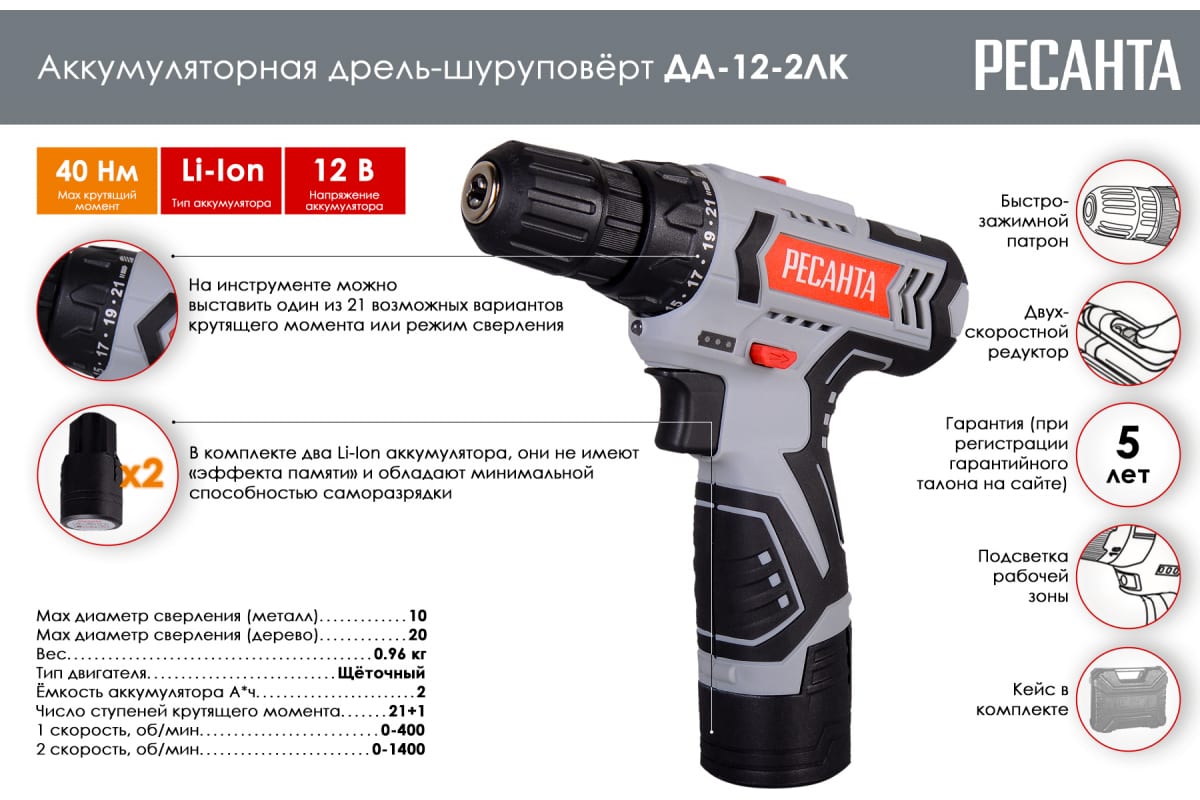 Аккумуляторная дрель-шуруповёрт ДА-12-2ЛК
РЕСАНТА
40 Нм
Max крутящий
момент
Li-Ion
Тип аккумулятора
12 В
Напряжение
аккумулятора
15 • 17 • 19 • 21 •
РЕСАНТА
На инструменте можно
выставить один из 21 возможных вариантов
крутящего момента или режим сверления
15 • 17 • 19 • 21 •
x2
В комплекте два Li-Ion аккумулятора, они не имеют
«эффекта памяти» и обладают минимальной
способностью саморазрядки
Max диаметр сверления (металл).............10
Max диаметр сверления (дерево).............20
Вес..............................................0.96 кг
Тип двигателя............................Щёточный
Ёмкость аккумулятора А*ч.......................2
Число ступеней крутящего момента.......21+1
1 скорость, об/мин...........................0-400
2 скорость, об/мин.........................0-1400
Быстро-
зажимной
патрон
Двух-
скоростной
редуктор
Гарантия (при
регистрации
гарантийного
талона на сайте)
5
лет
Подсветка
рабочей
зоны
Кейс в
комплекте